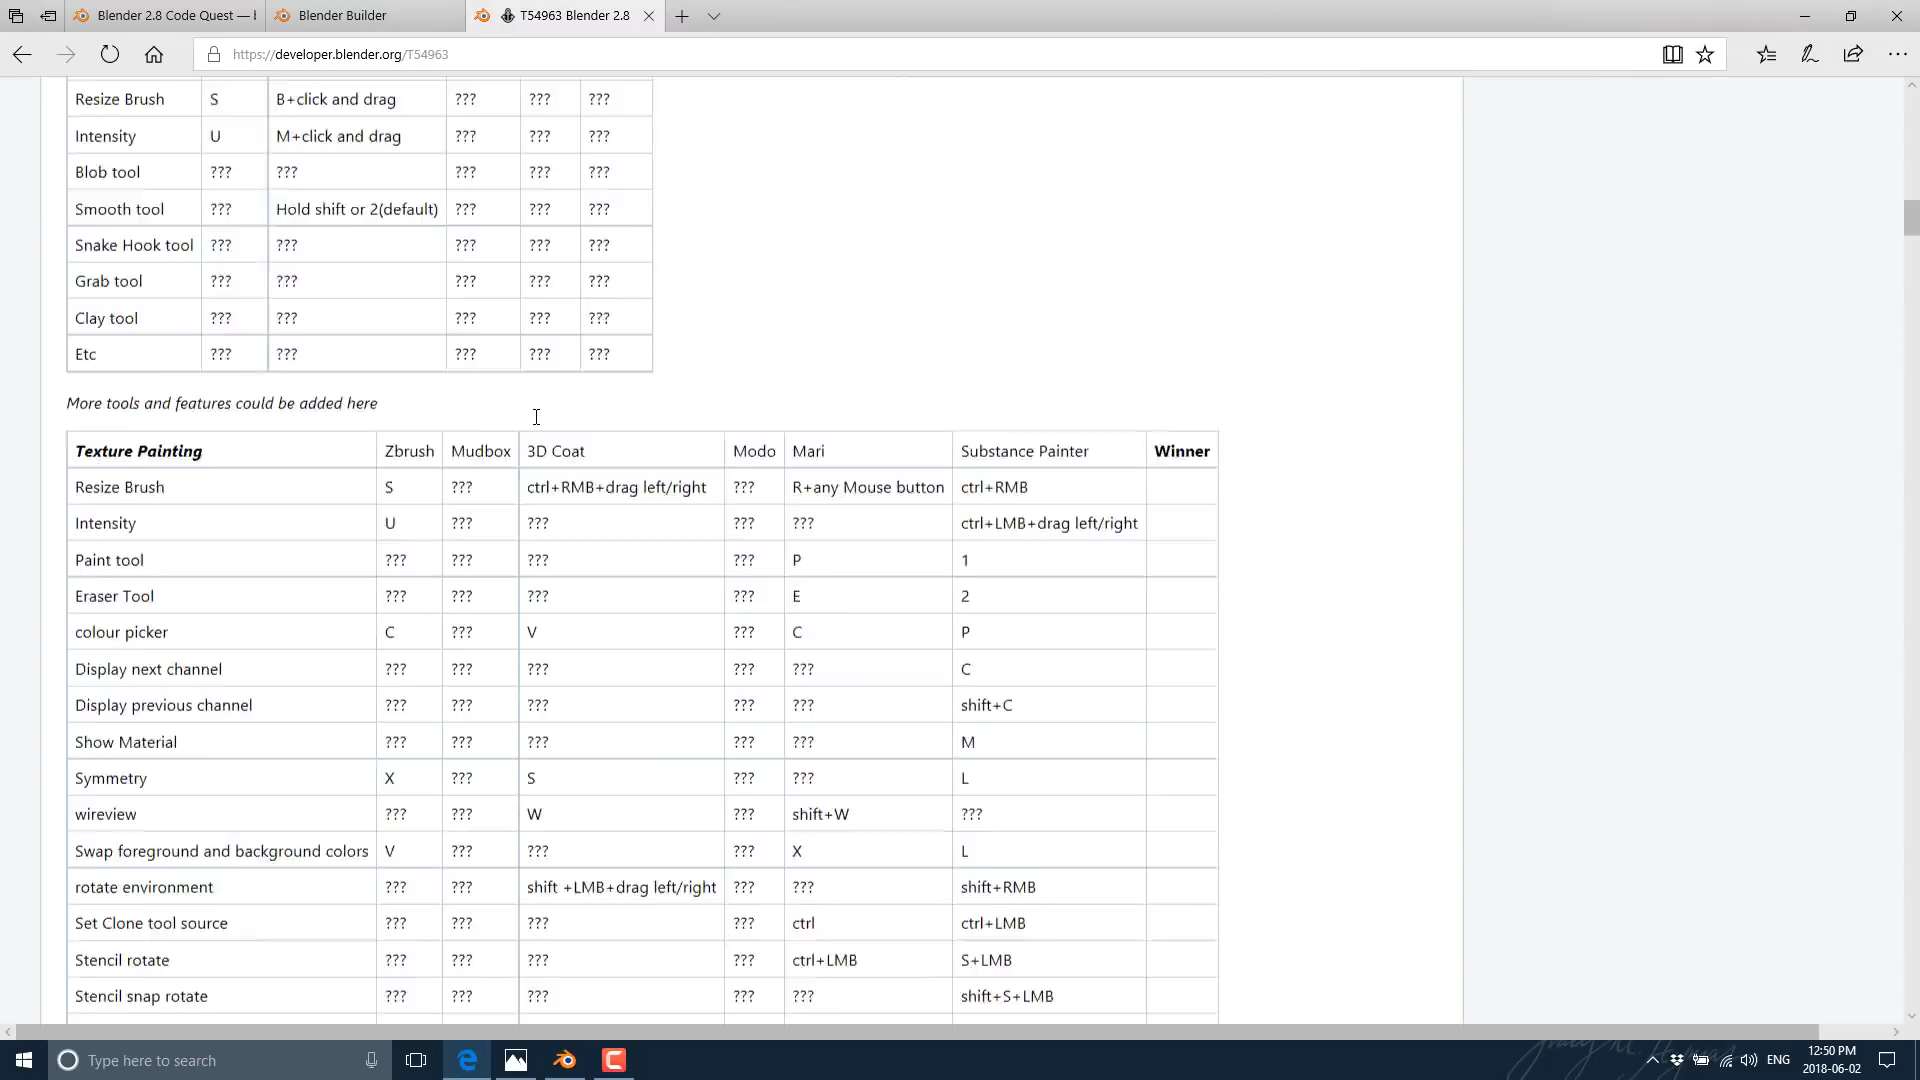 Blender 2.8 Code Quest —
Blender Builder
T54963 Blender 2.8
https://developer.blender.org/T54963
Resize Brush S B+click and drag ??? ??? ???
Intensity U M+click and drag ??? ??? ???
Blob tool ??? ??? ??? ??? ???
Smooth tool ??? Hold shift or 2(default) ??? ??? ???
Snake Hook tool ??? ??? ??? ??? ???
Grab tool ??? ??? ??? ??? ???
Clay tool ??? ??? ??? ??? ???
Etc ??? ??? ??? ??? ???
More tools and features could be added here
Texture Painting Zbrush Mudbox 3D Coat Modo Mari Substance Painter Winner
Resize Brush S ??? ctrl+RMB+drag left/right ??? R+any Mouse button ctrl+RMB
Intensity U ??? ??? ??? ??? ctrl+LMB+drag left/right
Paint tool ??? ??? ??? ??? P 1
Eraser Tool ??? ??? ??? ??? E 2
colour picker C ??? V ??? C P
Display next channel ??? ??? ??? ??? ??? C
Display previous channel ??? ??? ??? ??? ??? shift+C
Show Material ??? ??? ??? ??? ??? M
Symmetry X ??? S ??? ??? L
wireview ??? ??? W ??? shift+W ???
Swap foreground and background colors V ??? ??? ??? X L
rotate environment ??? ??? shift +LMB+drag left/right ??? ??? shift+RMB
Set Clone tool source ??? ??? ??? ??? ctrl ctrl+LMB
Stencil rotate ??? ??? ??? ??? ctrl+LMB S+LMB
Stencil snap rotate ??? ??? ??? ??? ??? shift+S+LMB
Type here to search
ENG
12:50 PM
2018-06-02